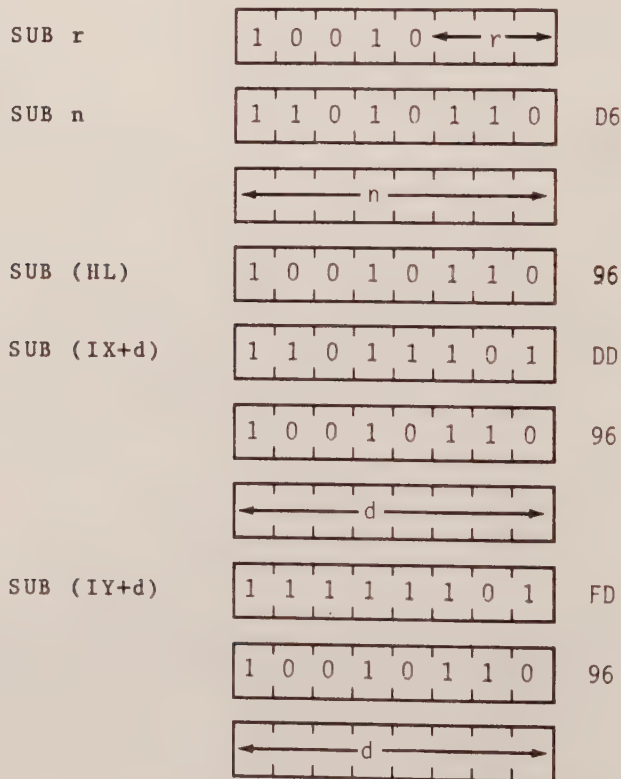 SUB r 1 0 0 1 0 r
SUB n 1 1 0 1 0 1 1 0 D6
n
SUB (HL) 1 0 0 1 0 1 1 0 96
SUB (IX+d) 1 1 0 1 1 1 0 1 DD
1 0 0 1 0 1 1 0 96
d
SUB (IY+d) 1 1 1 1 1 1 0 1 FD
1 0 0 1 0 1 1 0 96
d